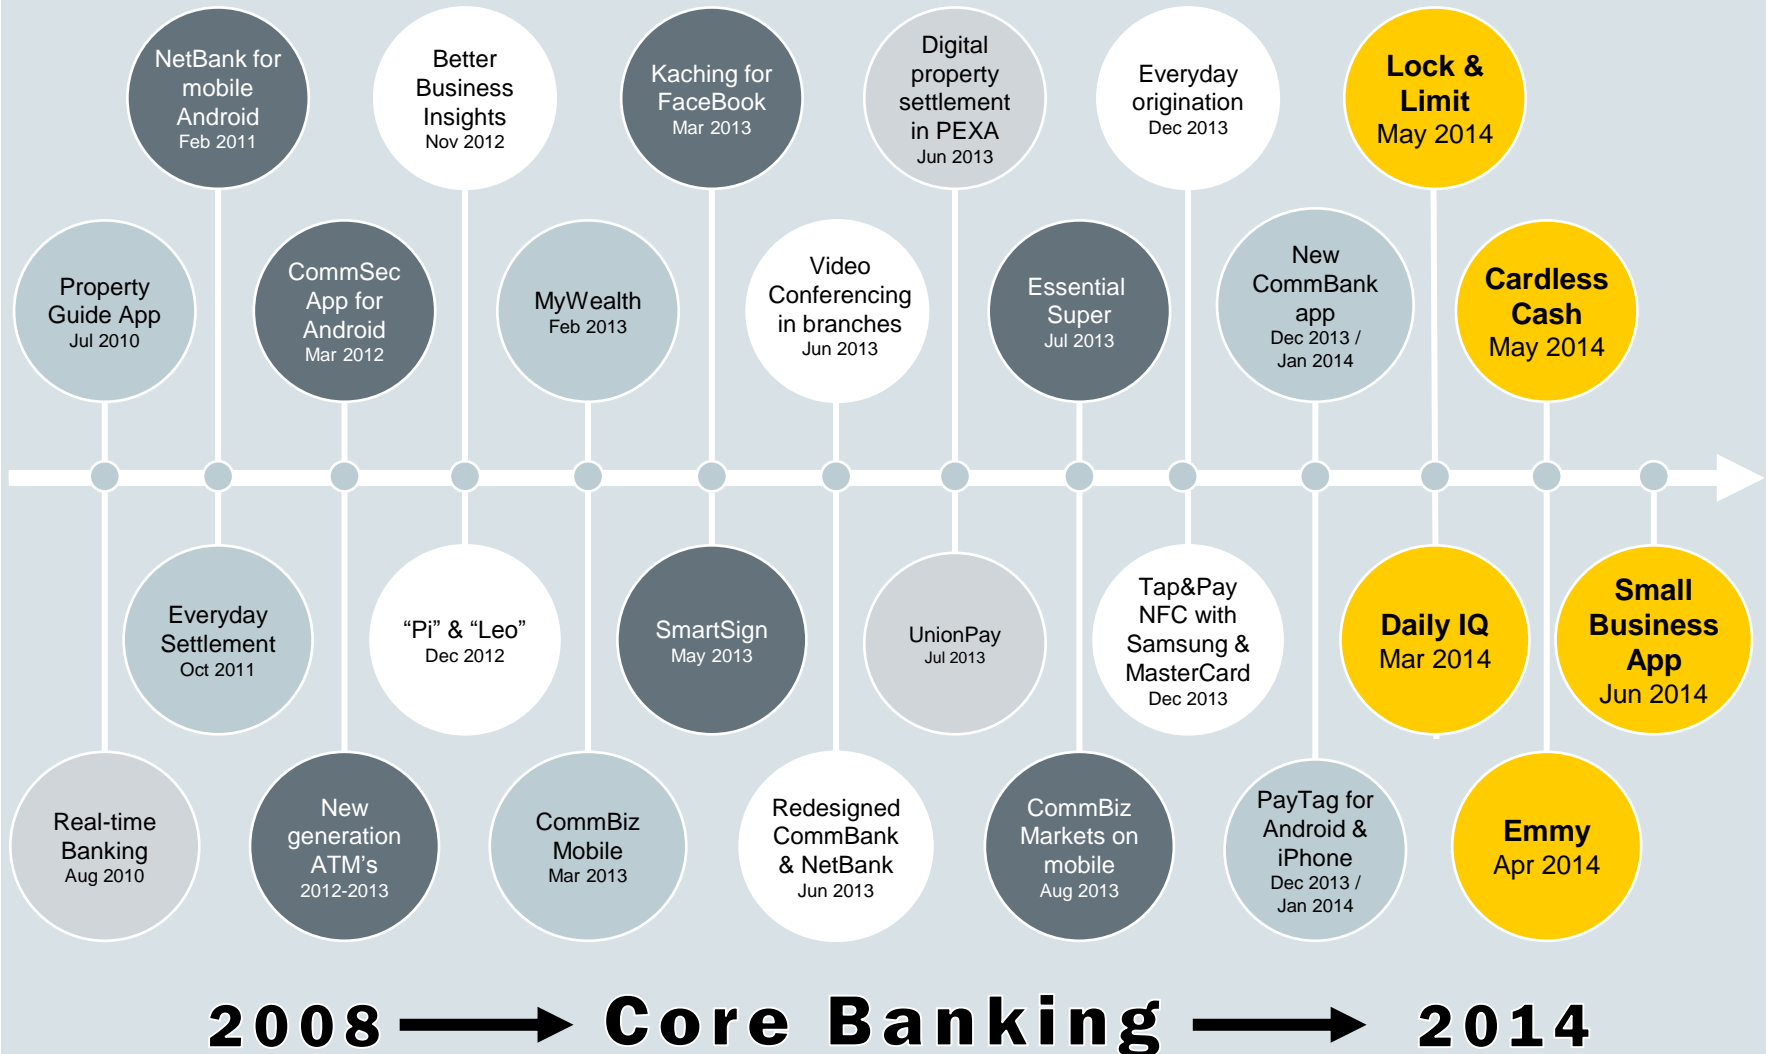 NetBank for
mobile
Android
Feb 2011
Better
Business
Insights
Nov 2012
Kaching for
FaceBook
Mar 2013
Digital
property
settlement
in PEXA
Jun 2013
Everyday
origination
Dec 2013
Lock &
Limit
May 2014
Property
Guide App
Jul 2010
CommSec
App for
Android
Mar 2012
MyWealth
Feb 2013
Video
Conferencing
in branches
Jun 2013
Essential
Super
Jul 2013
New
CommBank
app
Dec 2013 /
Jan 2014
Cardless
Cash
May 2014
Everyday
Settlement
Oct 2011
“Pi” & “Leo”
Dec 2012
SmartSign
May 2013
UnionPay
Jul 2013
Tap&Pay
NFC with
Samsung &
MasterCard
Dec 2013
Daily IQ
Mar 2014
Small
Business
App
Jun 2014
Real-time
Banking
Aug 2010
New
generation
ATM’s
2012-2013
CommBiz
Mobile
Mar 2013
Redesigned
CommBank
& NetBank
Jun 2013
CommBiz
Markets on
mobile
Aug 2013
PayTag for
Android &
iPhone
Dec 2013 /
Jan 2014
Emmy
Apr 2014
2008 Core Banking 2014